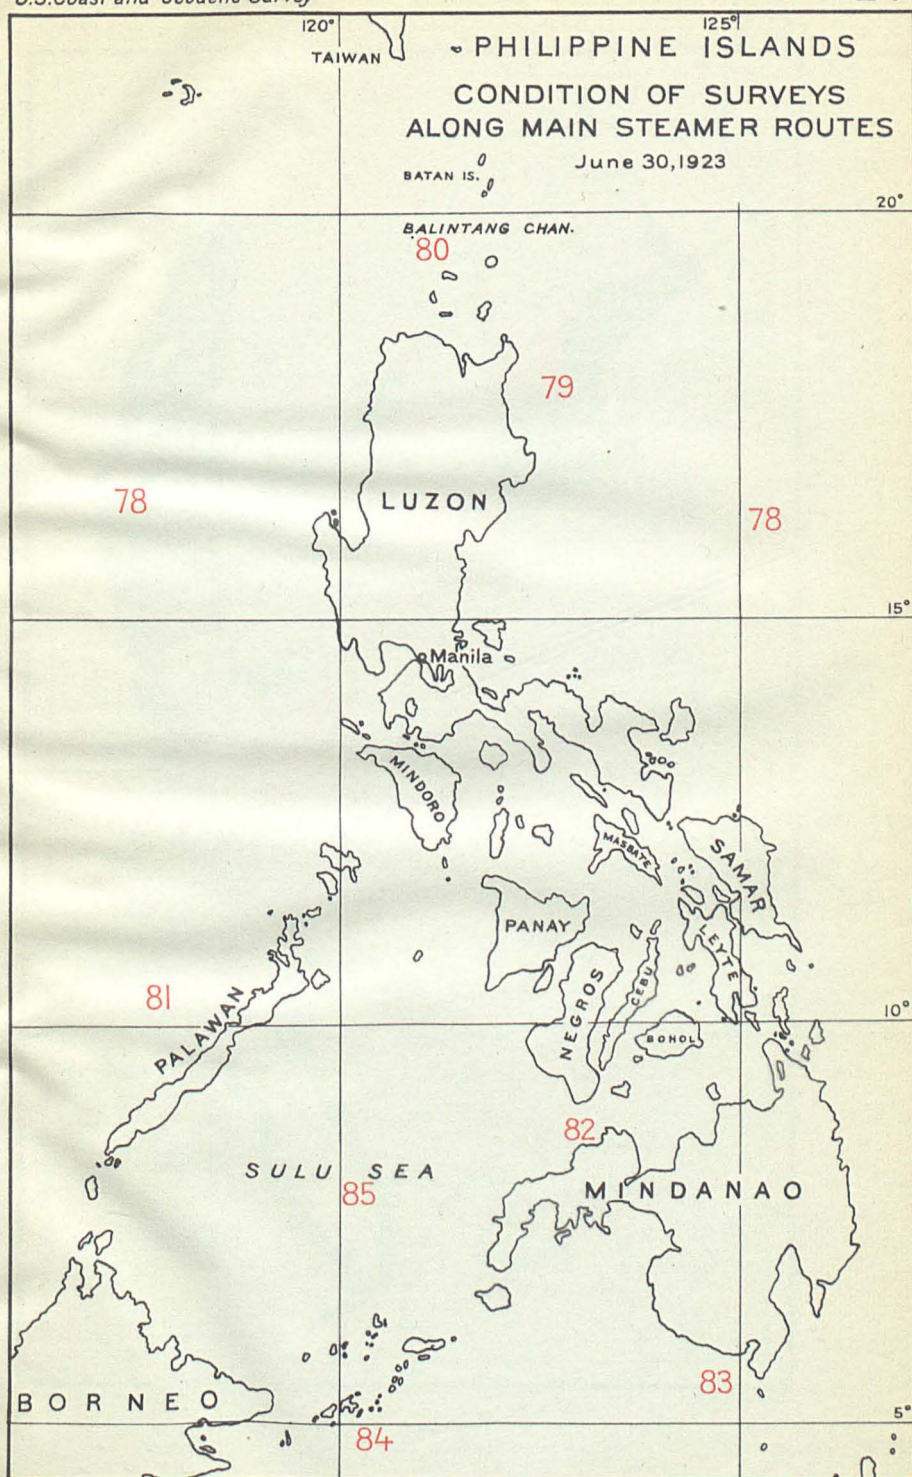 U.S. Coast and Geodetic Survey
120° 125°
TAIWAN
PHILIPPINE ISLANDS
CONDITION OF SURVEYS
ALONG MAIN STEAMER ROUTES
June 30, 1923
BATAN IS.
20°
BALINTANG CHAN.
80
79
78
LUZON
78
15°
Manila
MINDORO
MASBATE
SAMAR
PANAY
LEYTE
CEBU
NEGROS
81
PALAWAN
10°
BOHOL
82
SULU SEA
85
MINDANAO
83
BORNEO
5°
84